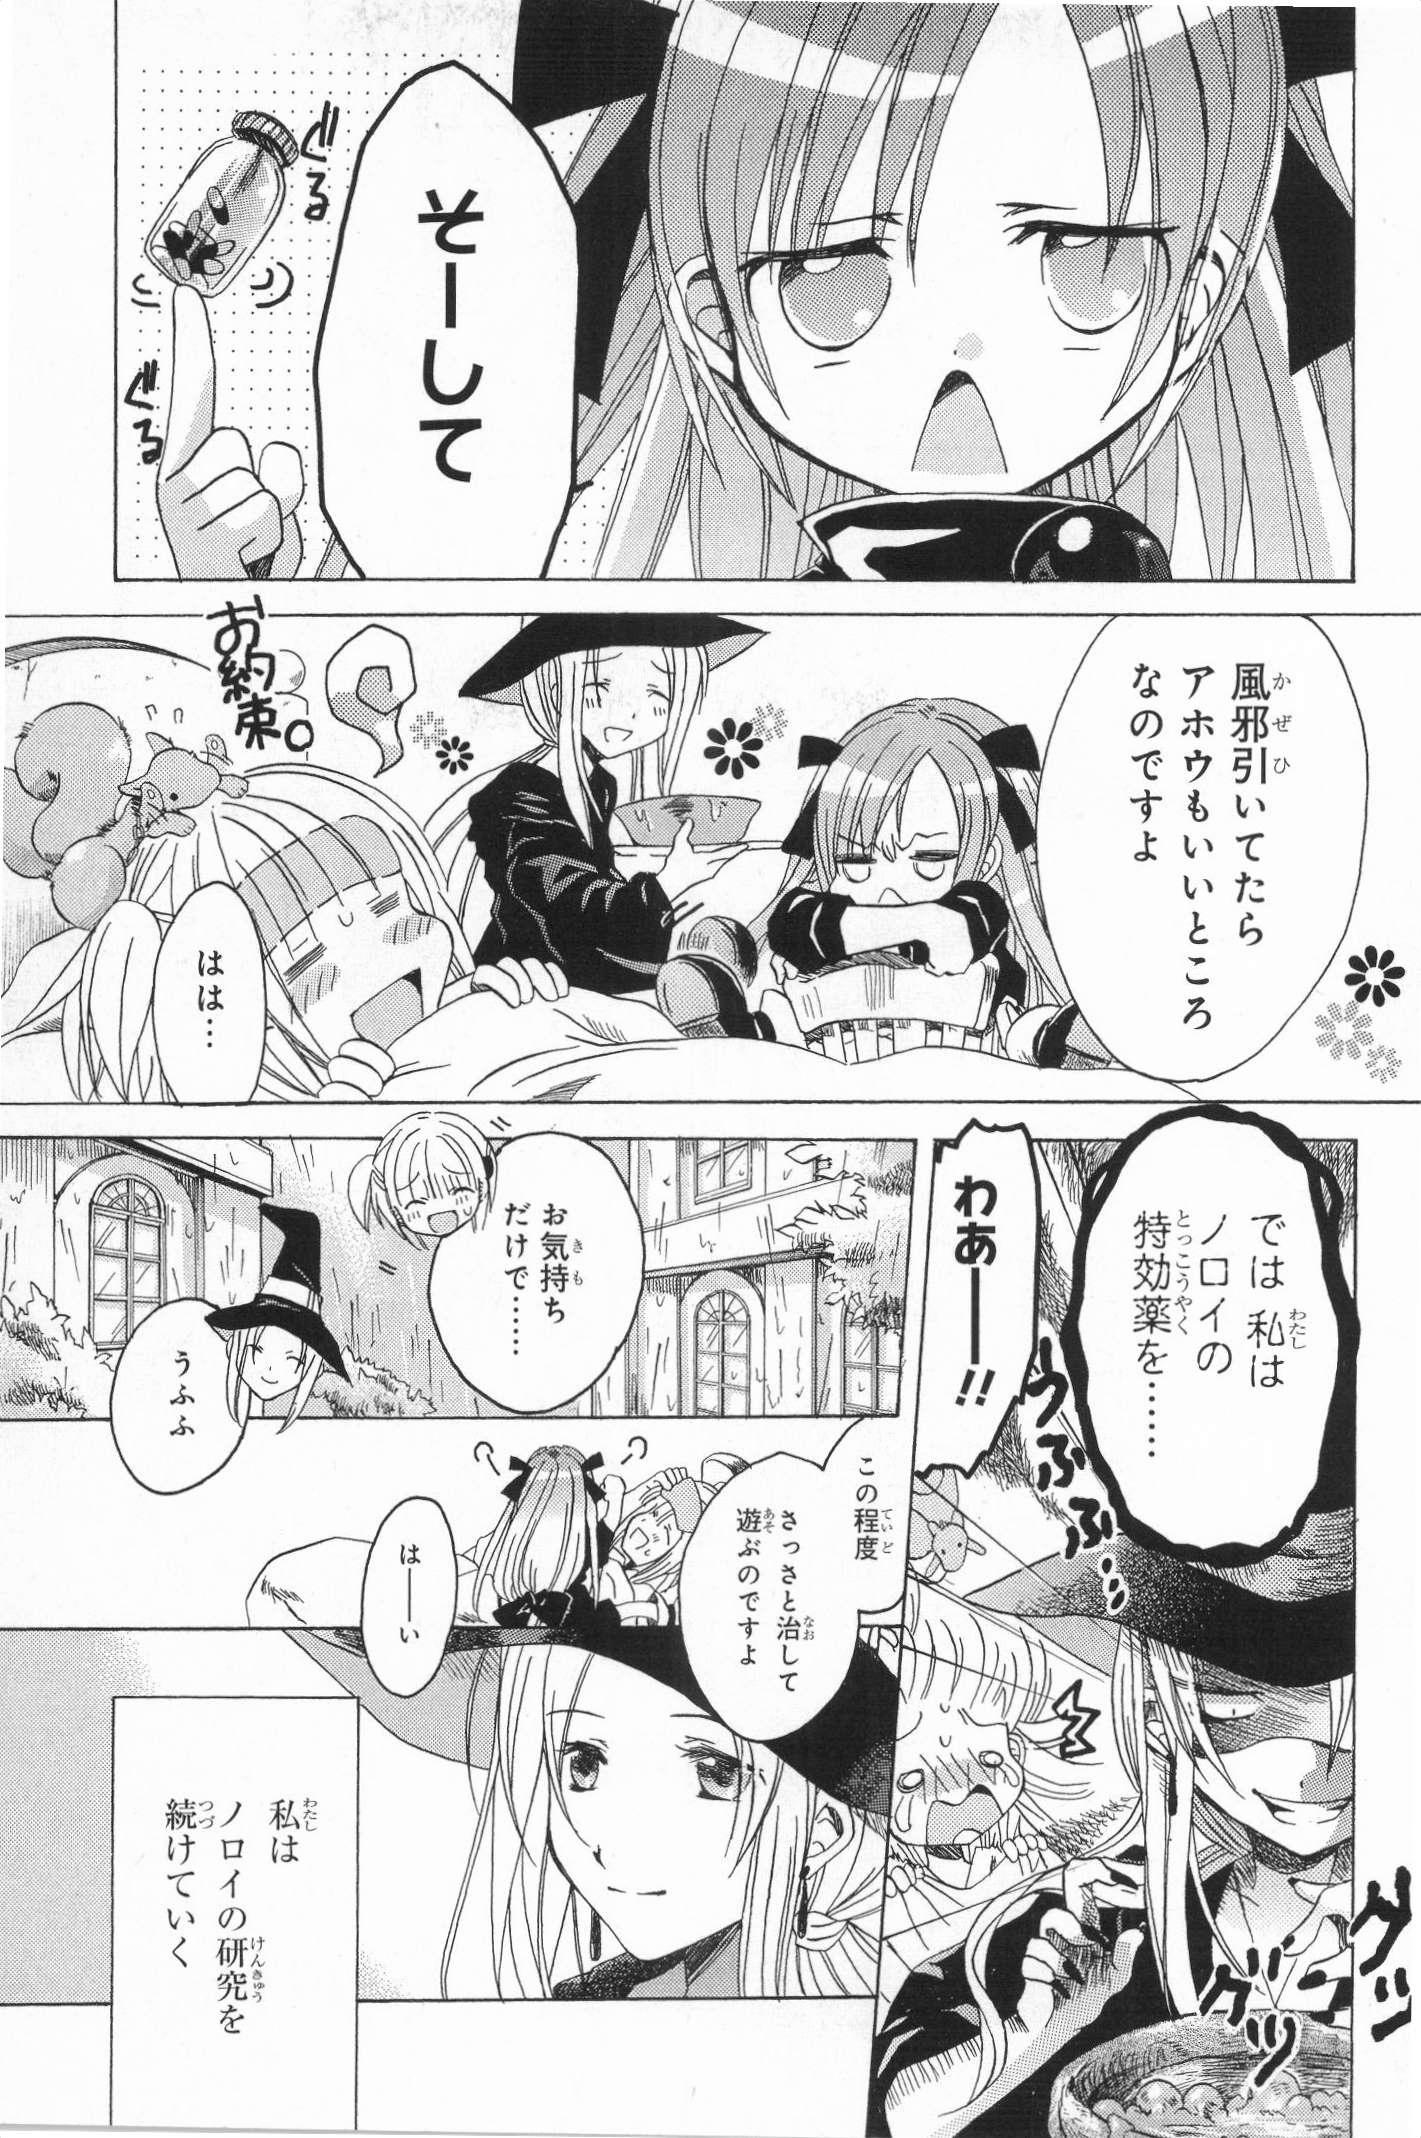 そーして
ぐる
ぐる
風邪引いてたら
アホウもいいところ
なのですよ
お約束。
はは…
では 私は
ノロイの
特効薬を……
わあ——!!
うふふふ…
グッ
グツ
グツ
お気持ち
だけで……
うふふ
この程度
さっさと治して
遊ぶのですよ
はーい
私は
ノロイの研究を
続けていく